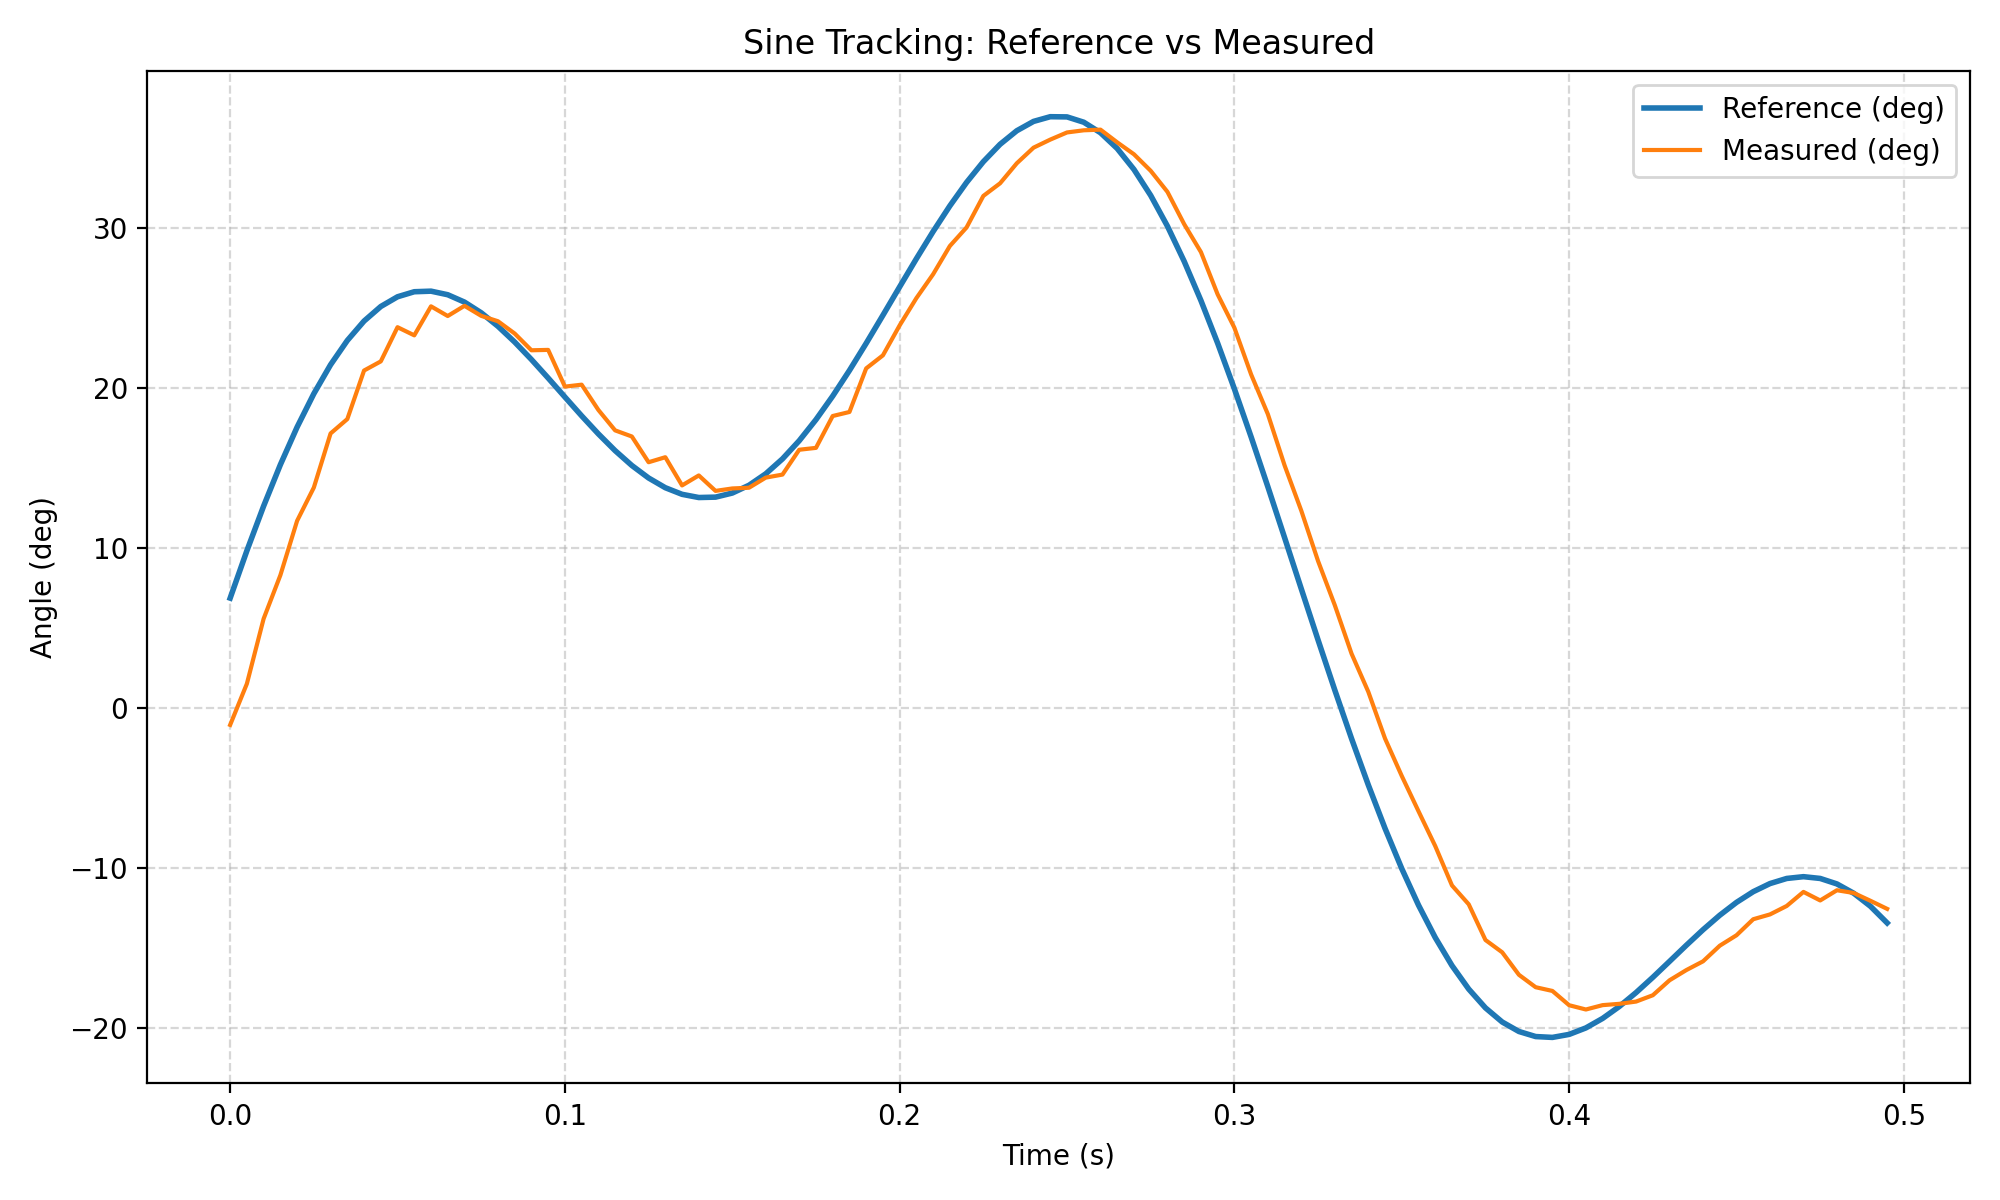 Sine Tracking: Reference vs Measured
Reference (deg)
Measured (deg)
Angle (deg)
30
20
10
0
−10
−20
0.0
0.1
0.2
0.3
0.4
0.5
Time (s)